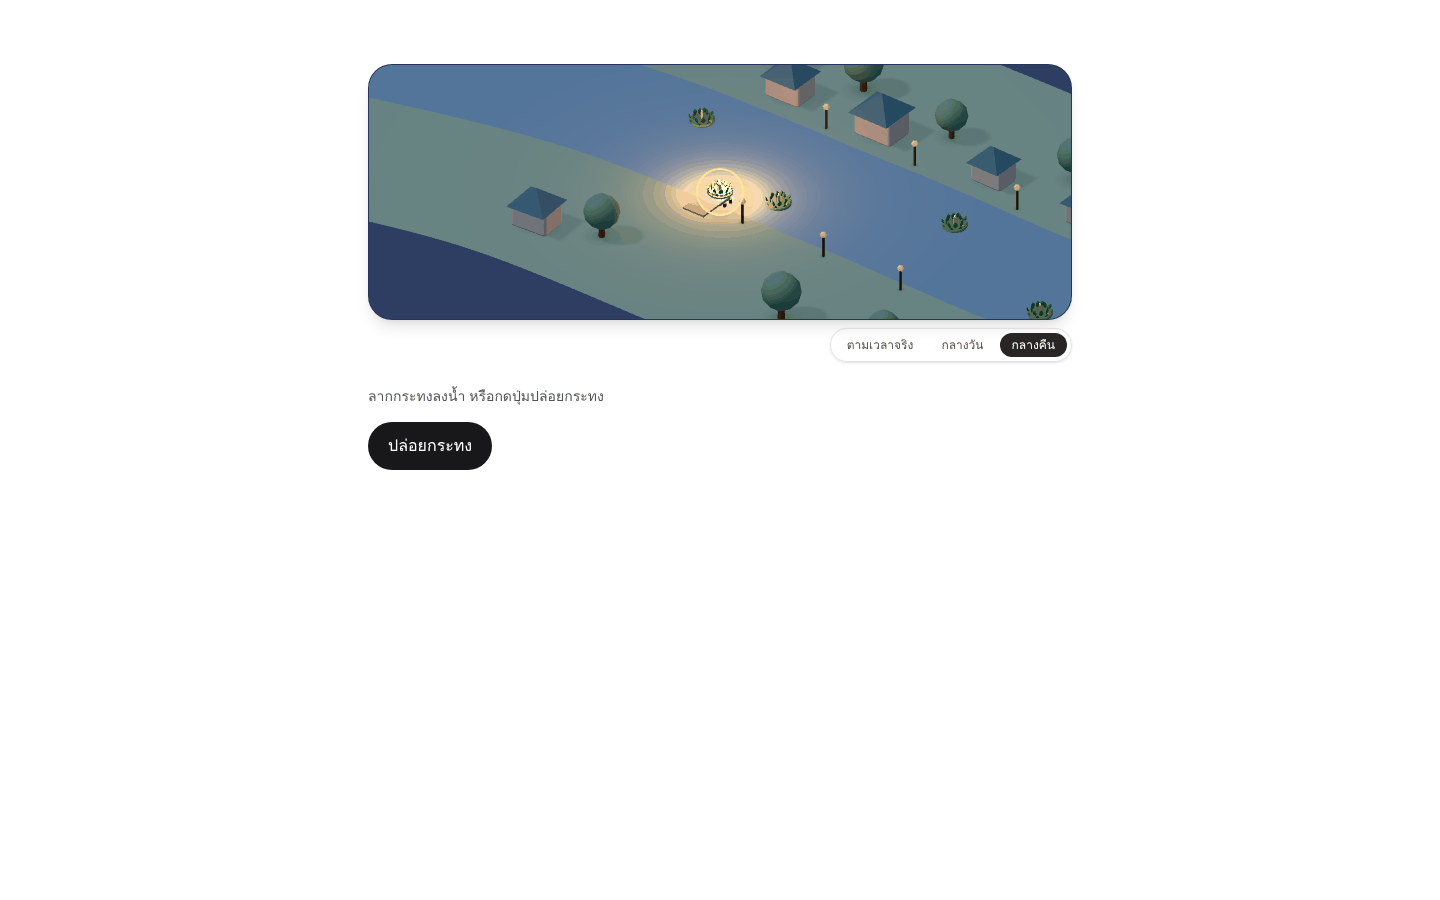 ตามเวลาจริง กลางวัน กลางคืน
ลากกระทงลงน้ำ หรือกดปุ่มปล่อยกระทง
ปล่อยกระทง